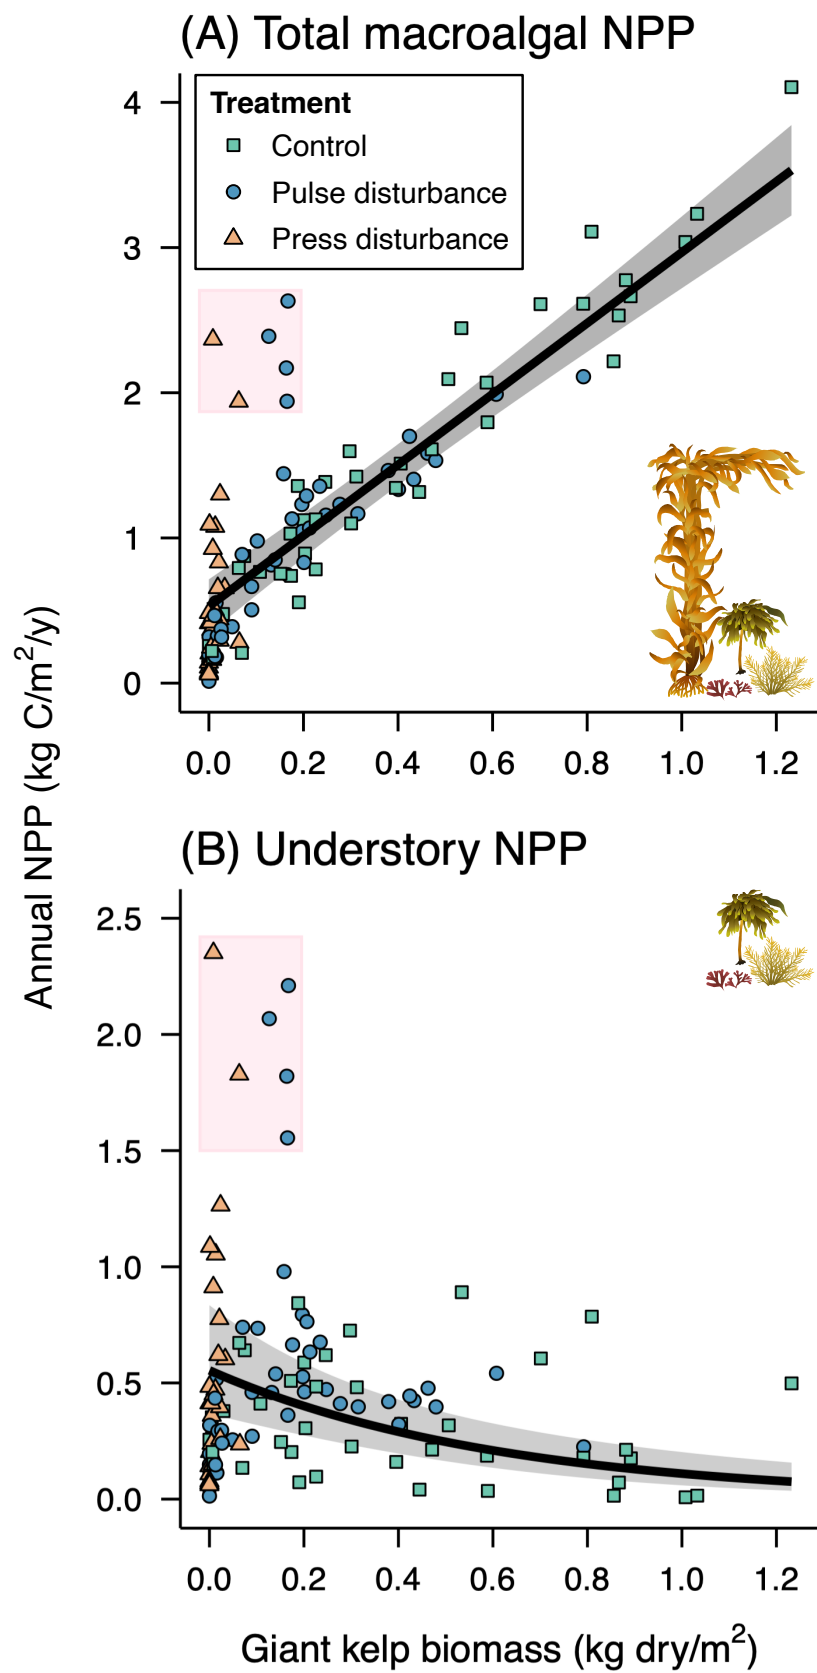 (A) Total macroalgal NPP
Treatment
Control
Pulse disturbance
Press disturbance
4
3
2
1
0
0.0 0.2 0.4 0.6 0.8 1.0 1.2
Annual NPP (kg C/m²/y)
(B) Understory NPP
2.5
2.0
1.5
1.0
0.5
0.0
0.0 0.2 0.4 0.6 0.8 1.0 1.2
Giant kelp biomass (kg dry/m²)